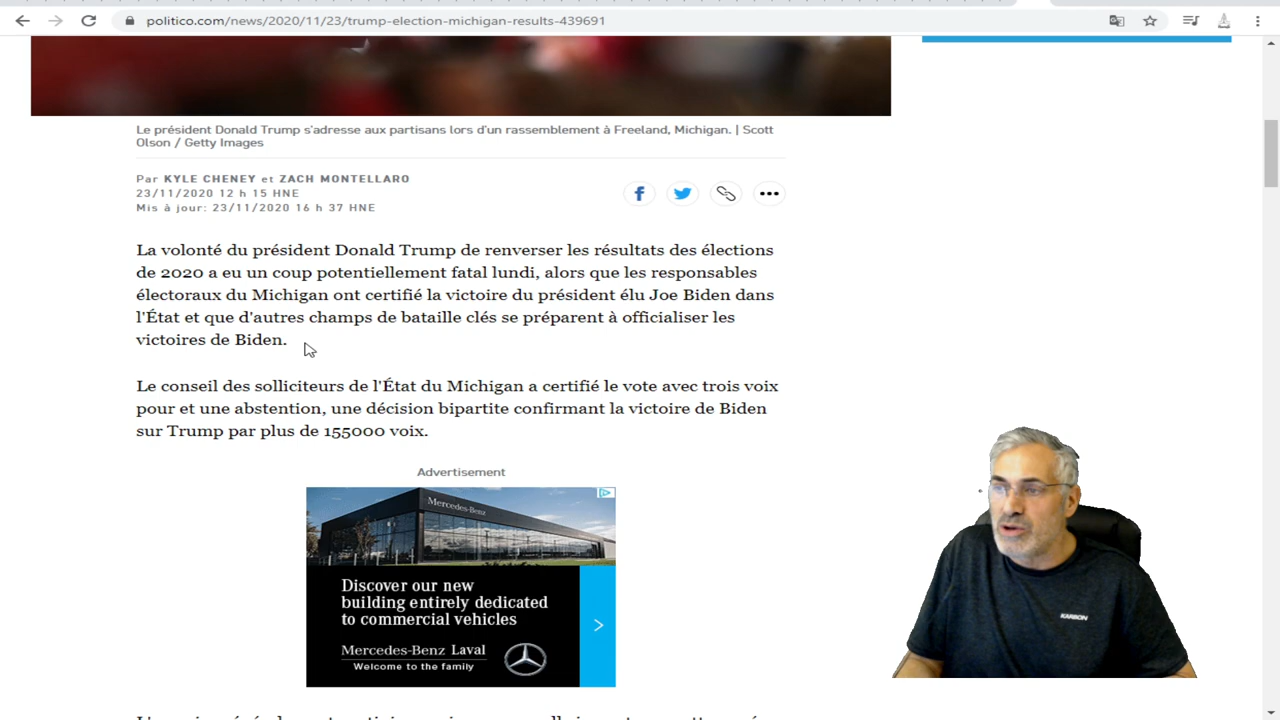 politico.com/news/2020/11/23/trump-election-michigan-results-439691
Le président Donald Trump s'adresse aux partisans lors d'un rassemblement à Freeland, Michigan. | Scott
Olson / Getty Images
Par KYLE CHENEY et ZACH MONTELLARO
23/11/2020 12 h 15 HNE
Mis à jour: 23/11/2020 16 h 37 HNE
La volonté du président Donald Trump de renverser les résultats des élections
de 2020 a eu un coup potentiellement fatal lundi, alors que les responsables
électoraux du Michigan ont certifié la victoire du président élu Joe Biden dans
l'État et que d'autres champs de bataille clés se préparent à officialiser les
victoires de Biden.
Le conseil des solliciteurs de l'État du Michigan a certifié le vote avec trois voix
pour et une abstention, une décision bipartite confirmant la victoire de Biden
sur Trump par plus de 155000 voix.
Advertisement
Mercedes-Benz
Discover our new
building entirely dedicated
to commercial vehicles
Mercedes-Benz Laval
Welcome to the family
KARBON